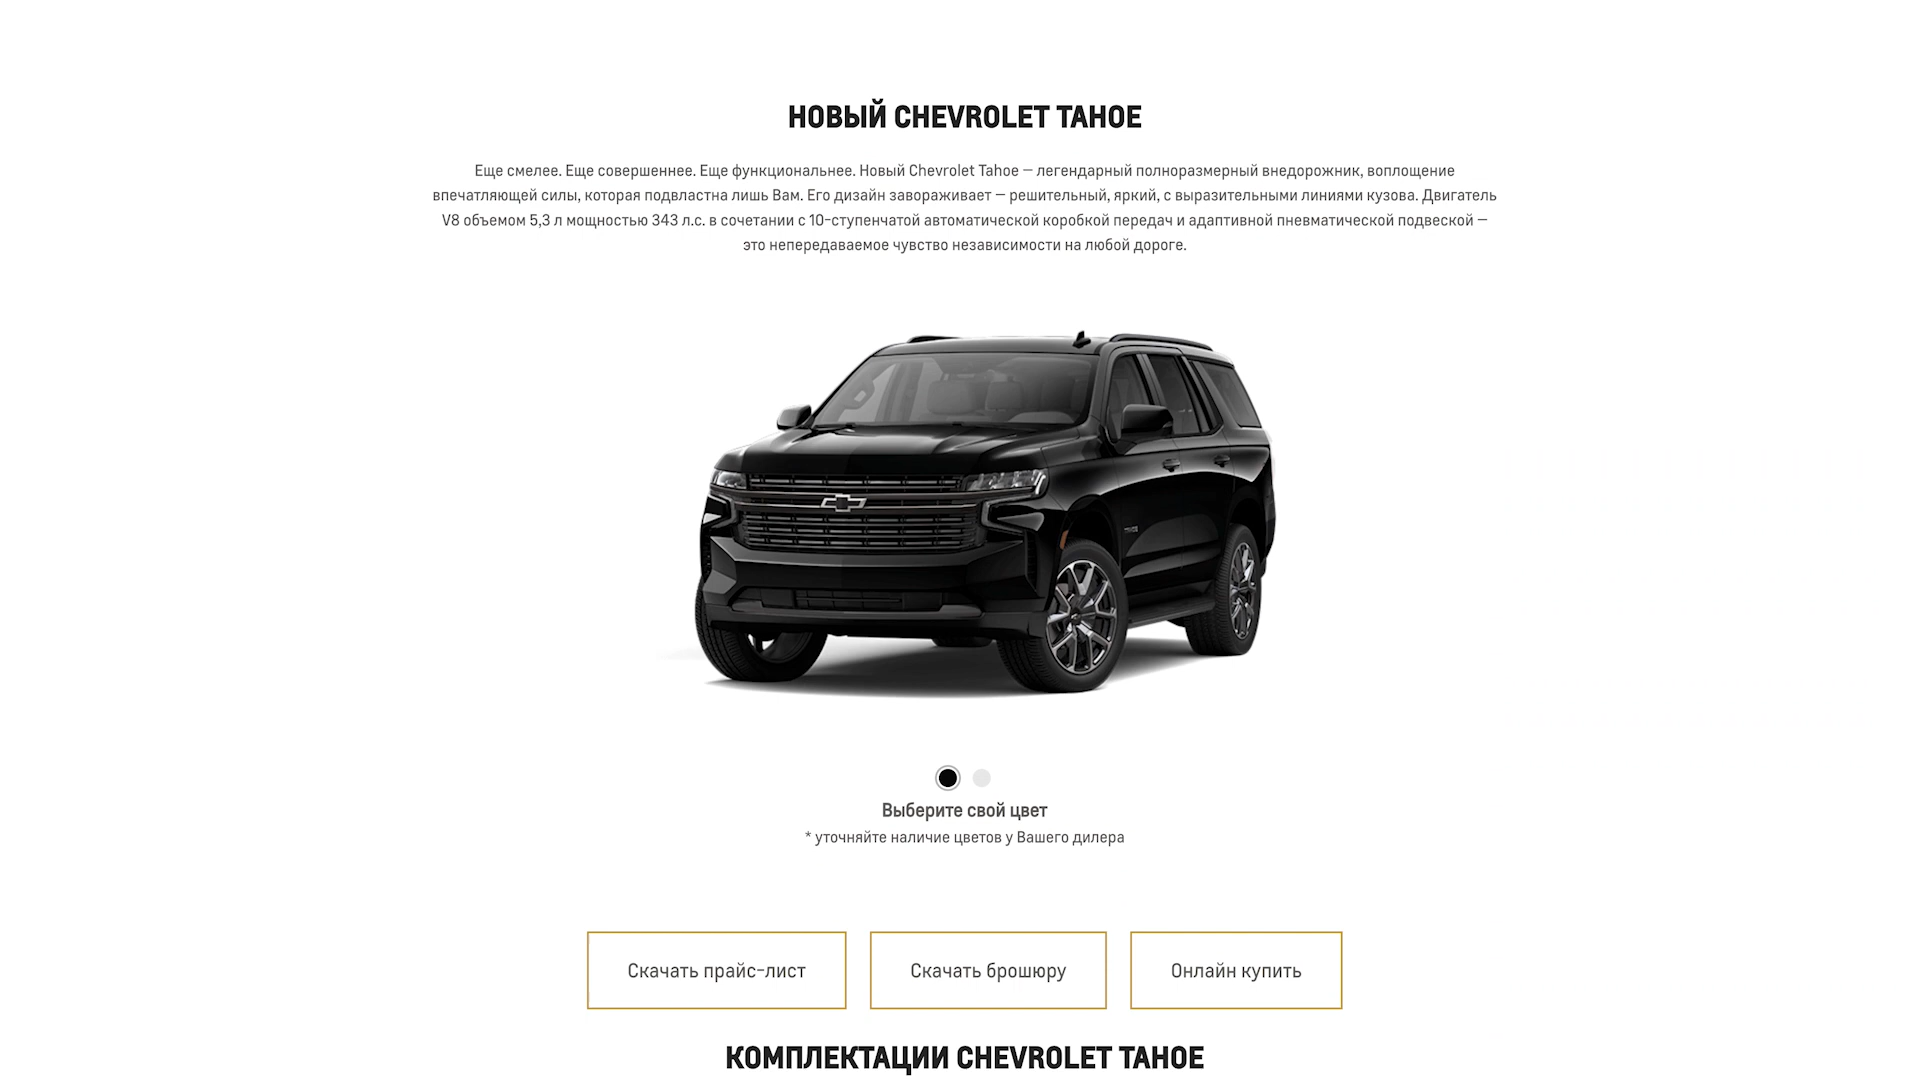 НОВЫЙ CHEVROLET TAHOE
Еще смелее. Еще совершеннее. Еще функциональнее. Новый Chevrolet Tahoe — легендарный полноразмерный внедорожник, воплощение
впечатляющей силы, которая подвластна лишь Вам. Его дизайн завораживает — решительный, яркий, с выразительными линиями кузова. Двигатель
V8 объемом 5,3 л мощностью 343 л.с. в сочетании с 10-ступенчатой автоматической коробкой передач и адаптивной пневматической подвеской —
это непередаваемое чувство независимости на любой дороге.
Выберите свой цвет
* уточняйте наличие цветов у Вашего дилера
Скачать прайс-лист
Скачать брошюру
Онлайн купить
КОМПЛЕКТАЦИИ CHEVROLET TAHOE